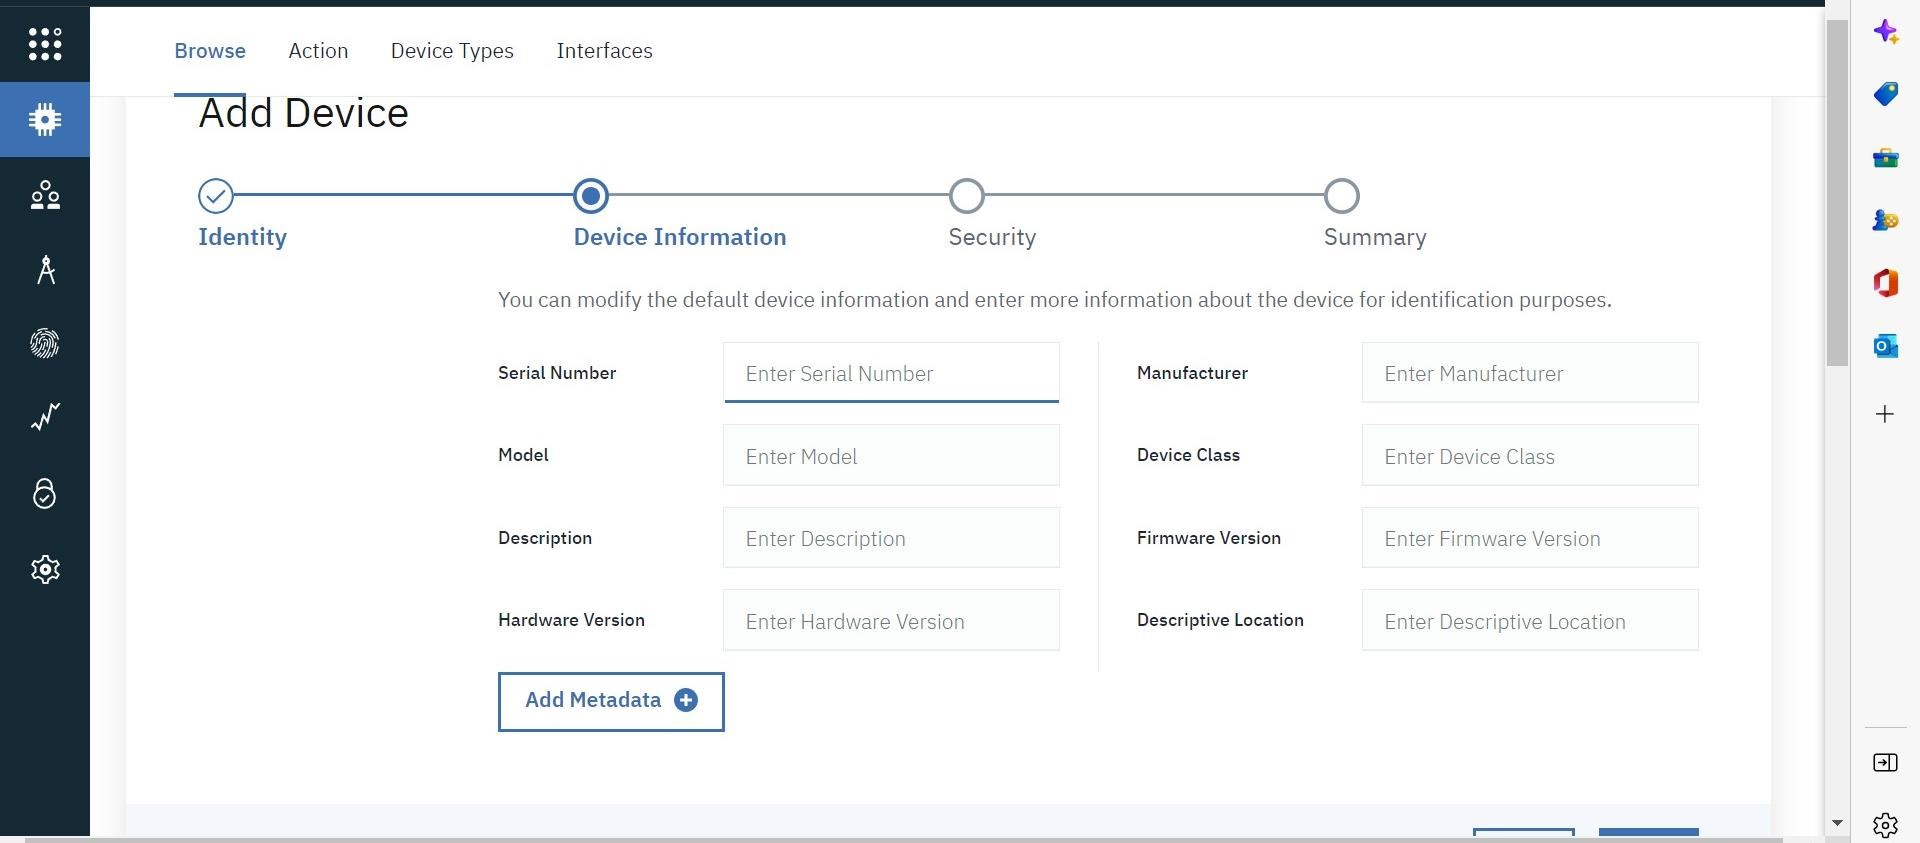 Browse Action Device Types Interfaces
Add Device
Identity Device Information Security Summary
You can modify the default device information and enter more information about the device for identification purposes.
Serial Number Enter Serial Number Manufacturer Enter Manufacturer
Model Enter Model Device Class Enter Device Class
Description Enter Description Firmware Version Enter Firmware Version
Hardware Version Enter Hardware Version Descriptive Location Enter Descriptive Location
Add Metadata